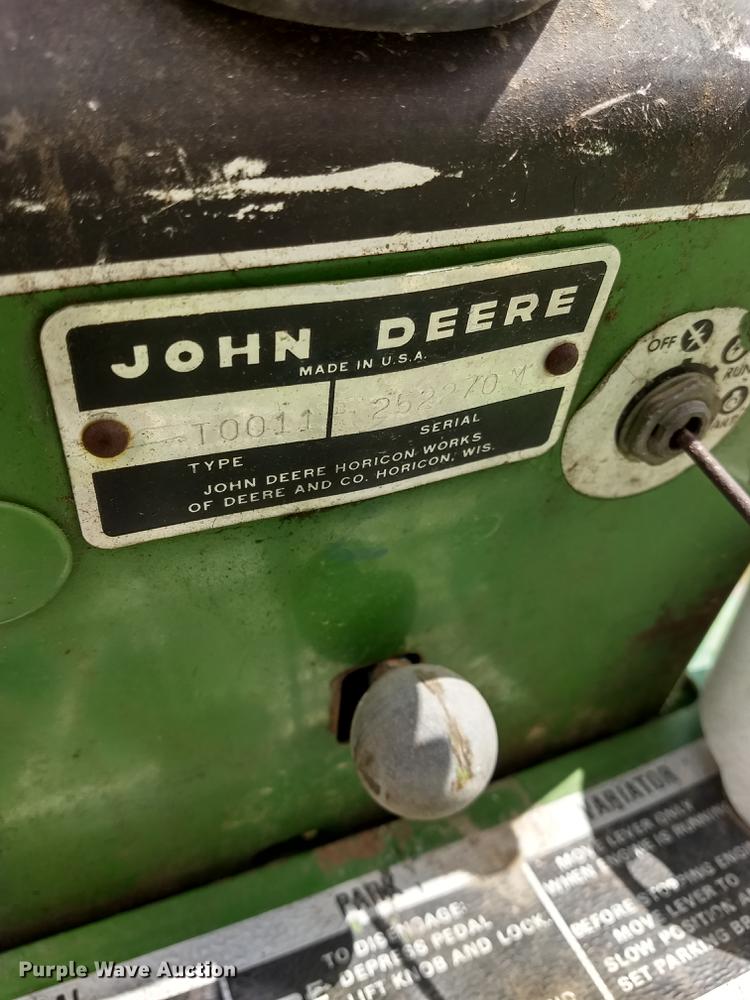 JOHN DEERE
MADE IN U.S.A.
T0011 252270 M
TYPE SERIAL
JOHN DEERE HORICON WORKS
OF DEERE AND CO. HORICON, WIS.
OFF
RUN
PARK
TO DISENGAGE:
DEPRESS PEDAL
LIFT KNOB AND LOCK.
VARIATOR
MOVE LEVER ONLY
WHEN ENGINE IS RUNNING
BEFORE STOPPING ENG
MOVE LEVER TO
SLOW POSITION, A
SET PARKING BR
Purple Wave Auction